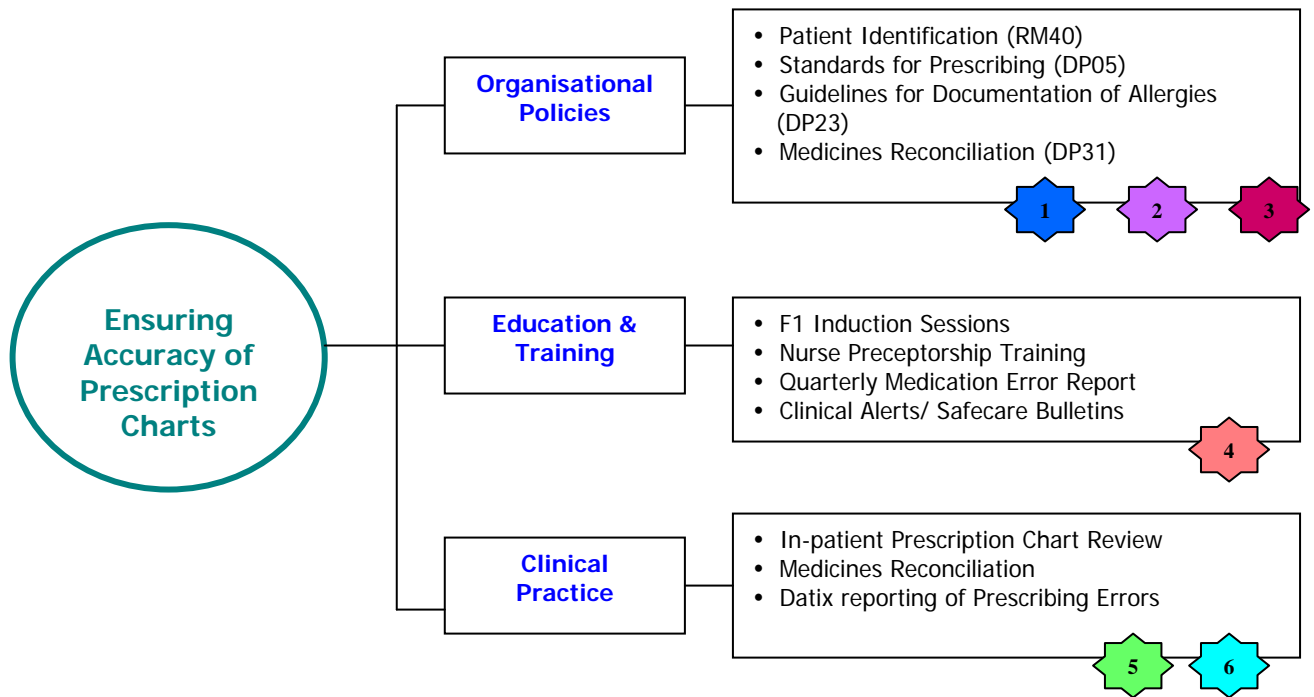 Ensuring
Accuracy of
Prescription
Charts
Organisational
Policies
• Patient Identification (RM40)
• Standards for Prescribing (DP05)
• Guidelines for Documentation of Allergies
(DP23)
• Medicines Reconciliation (DP31)
1 2 3
Education &
Training
• F1 Induction Sessions
• Nurse Preceptorship Training
• Quarterly Medication Error Report
• Clinical Alerts/ Safecare Bulletins
4
Clinical
Practice
• In-patient Prescription Chart Review
• Medicines Reconciliation
• Datix reporting of Prescribing Errors
5 6